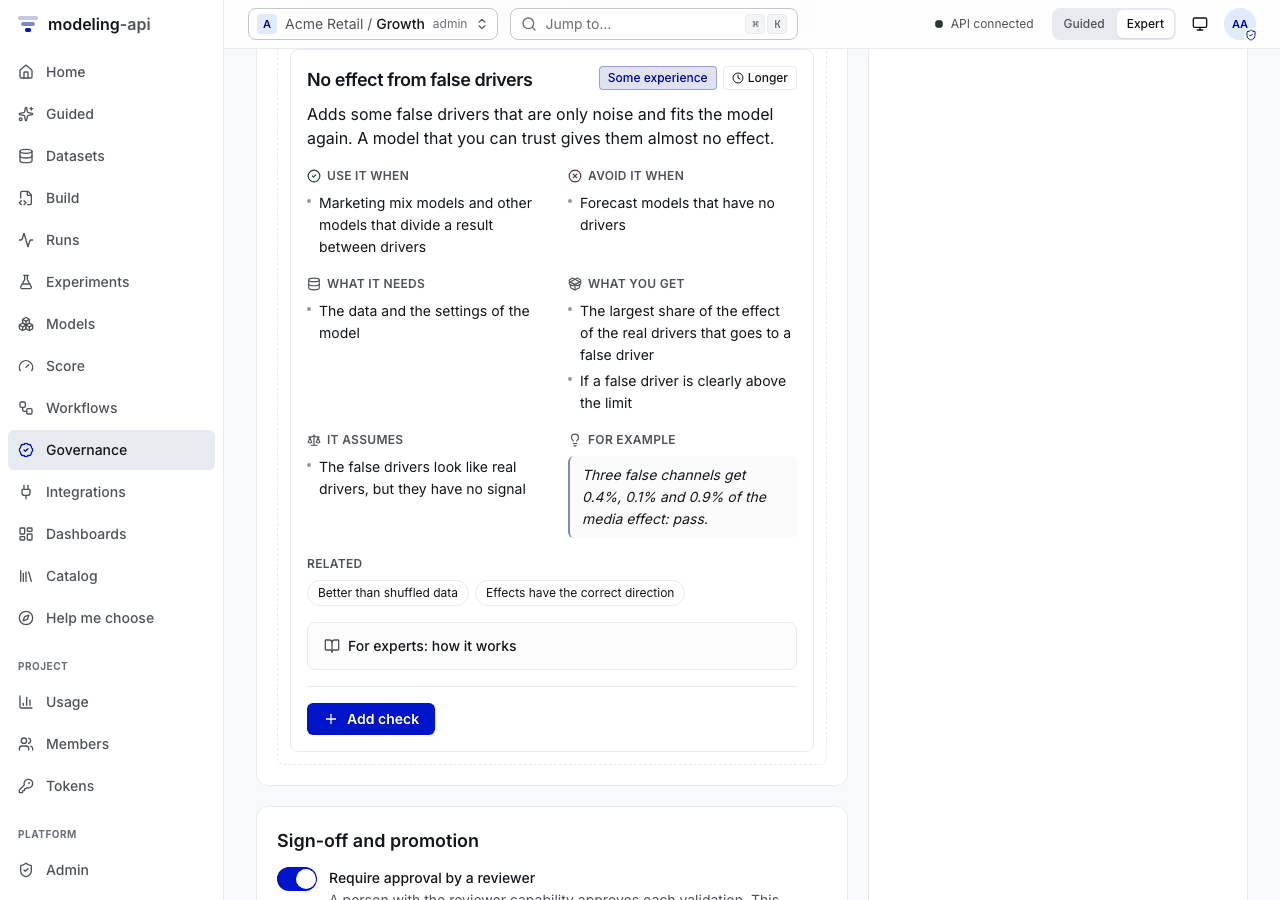 modeling-api
A Acme Retail / Growth admin
Jump to...
⌘ K
API connected
Guided Expert
AA
Home
Guided
Datasets
Build
Runs
Experiments
Models
Score
Workflows
Governance
Integrations
Dashboards
Catalog
Help me choose
PROJECT
Usage
Members
Tokens
PLATFORM
Admin
No effect from false drivers
Some experience
Longer
Adds some false drivers that are only noise and fits the model
again. A model that you can trust gives them almost no effect.
USE IT WHEN
Marketing mix models and other
models that divide a result
between drivers
AVOID IT WHEN
Forecast models that have no
drivers
WHAT IT NEEDS
The data and the settings of the
model
WHAT YOU GET
The largest share of the effect
of the real drivers that goes to a
false driver
If a false driver is clearly above
the limit
IT ASSUMES
The false drivers look like real
drivers, but they have no signal
FOR EXAMPLE
Three false channels get
0.4%, 0.1% and 0.9% of the
media effect: pass.
RELATED
Better than shuffled data
Effects have the correct direction
For experts: how it works
Add check
Sign-off and promotion
Require approval by a reviewer
A person with the reviewer capability approves each validation. This